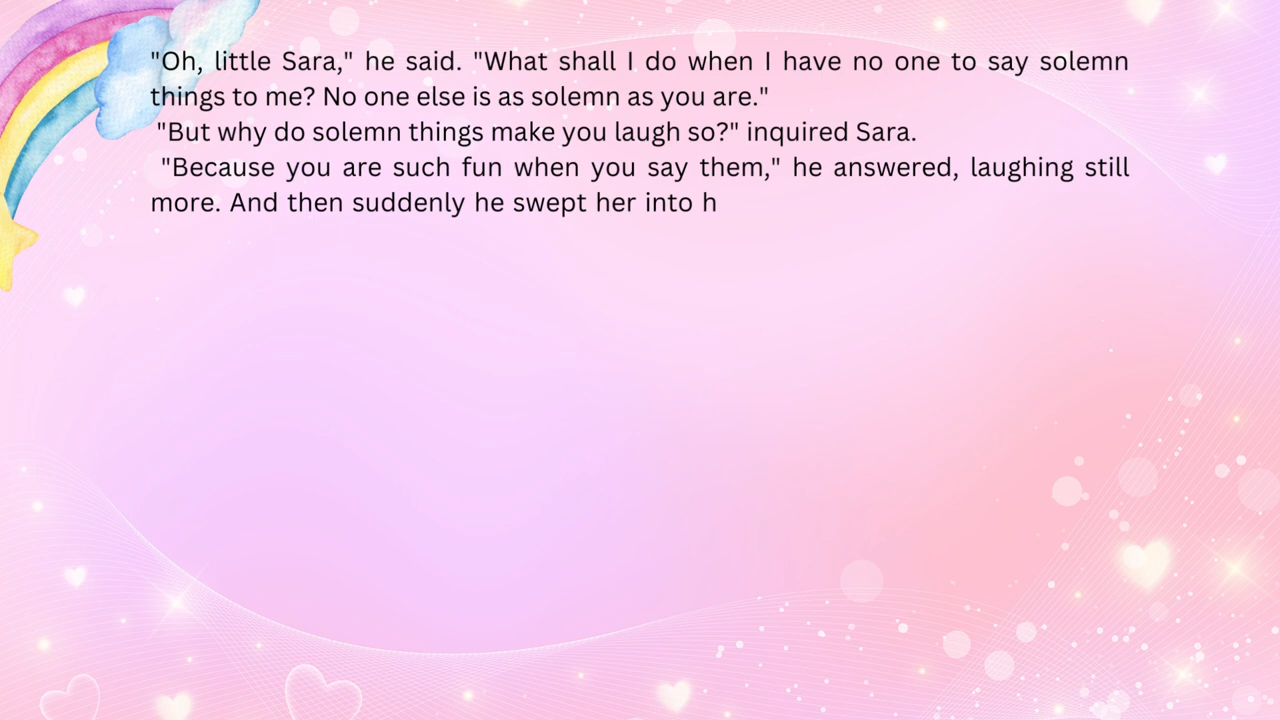 "Oh, little Sara," he said. "What shall I do when I have no one to say solemn
things to me? No one else is as solemn as you are."
"But why do solemn things make you laugh so?" inquired Sara.
"Because you are such fun when you say them," he answered, laughing still
more. And then suddenly he swept her into h